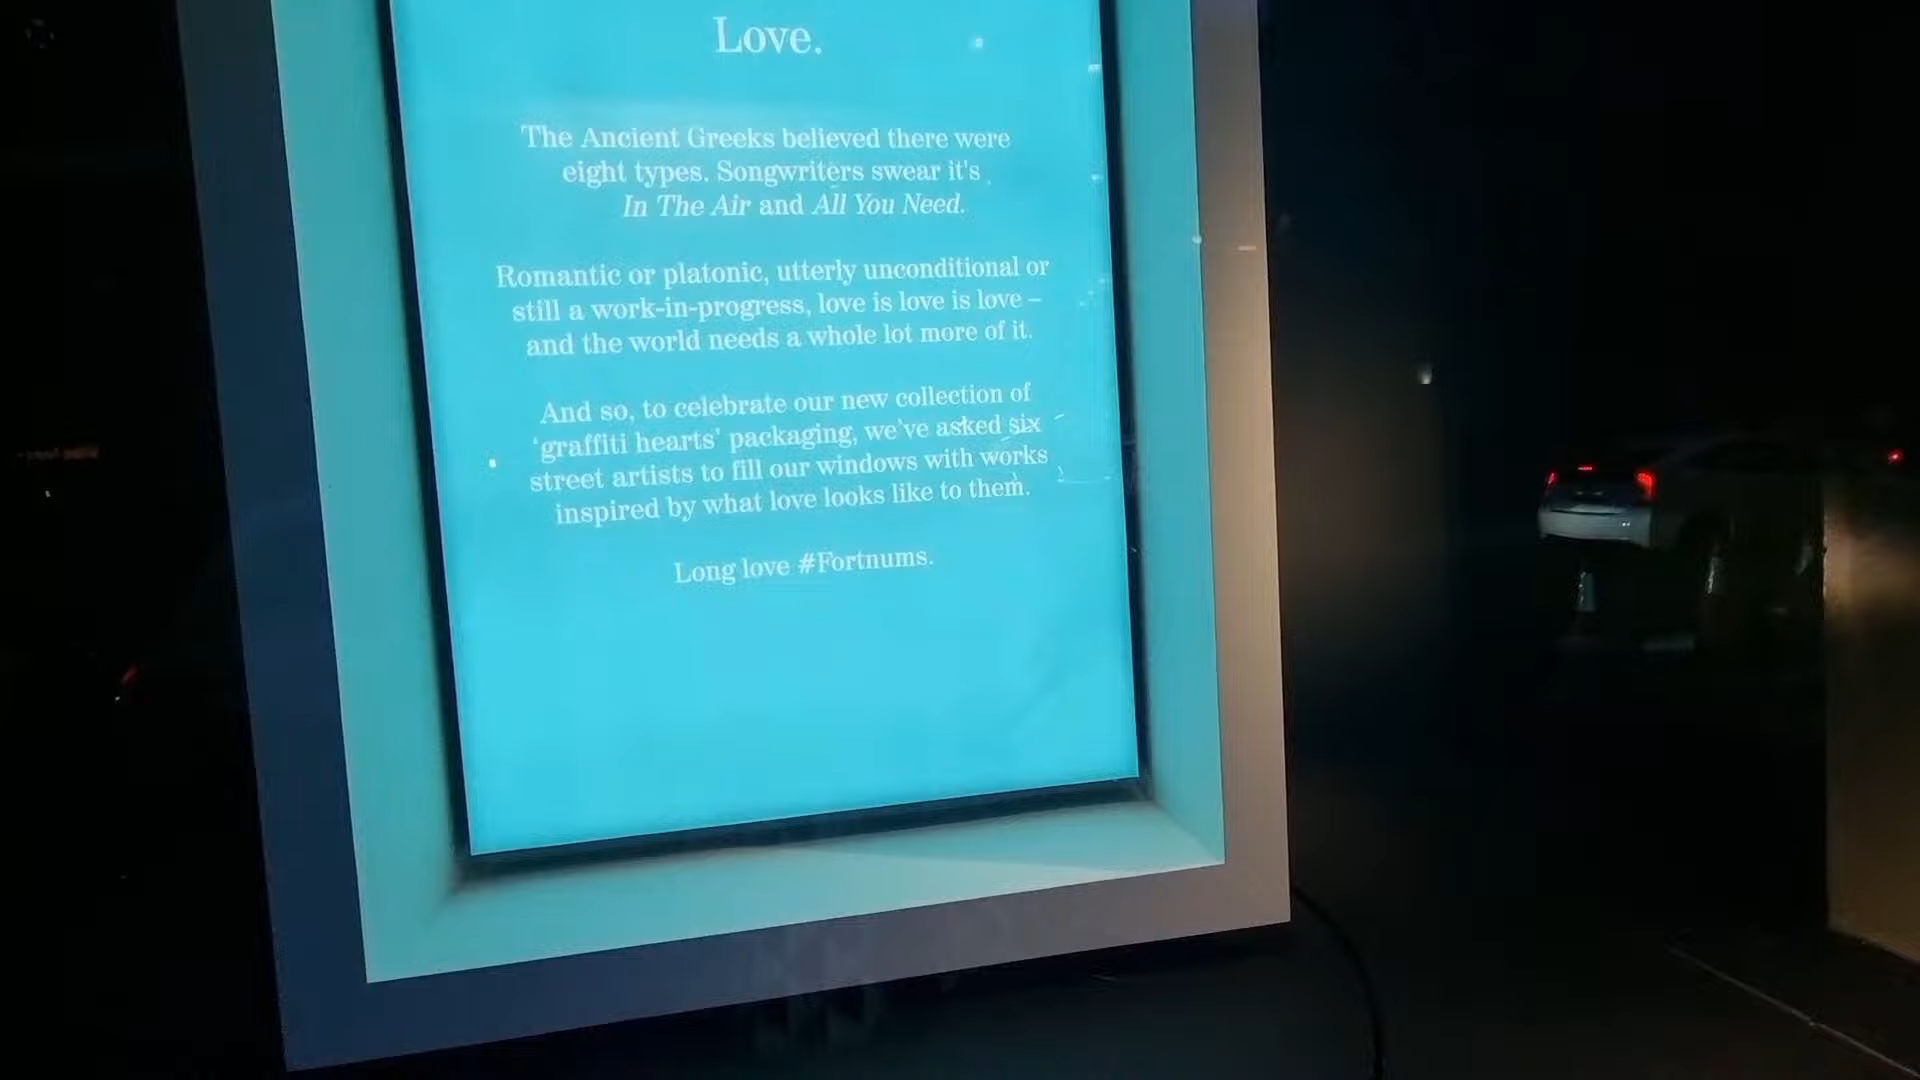 Love.
The Ancient Greeks believed there were
eight types. Songwriters swear it's
In The Air and All You Need.
Romantic or platonic, utterly unconditional or
still a work-in-progress, love is love is love –
and the world needs a whole lot more of it.
And so, to celebrate our new collection of
‘graffiti hearts’ packaging, we’ve asked six
street artists to fill our windows with works
inspired by what love looks like to them.
Long love #Fortnums.